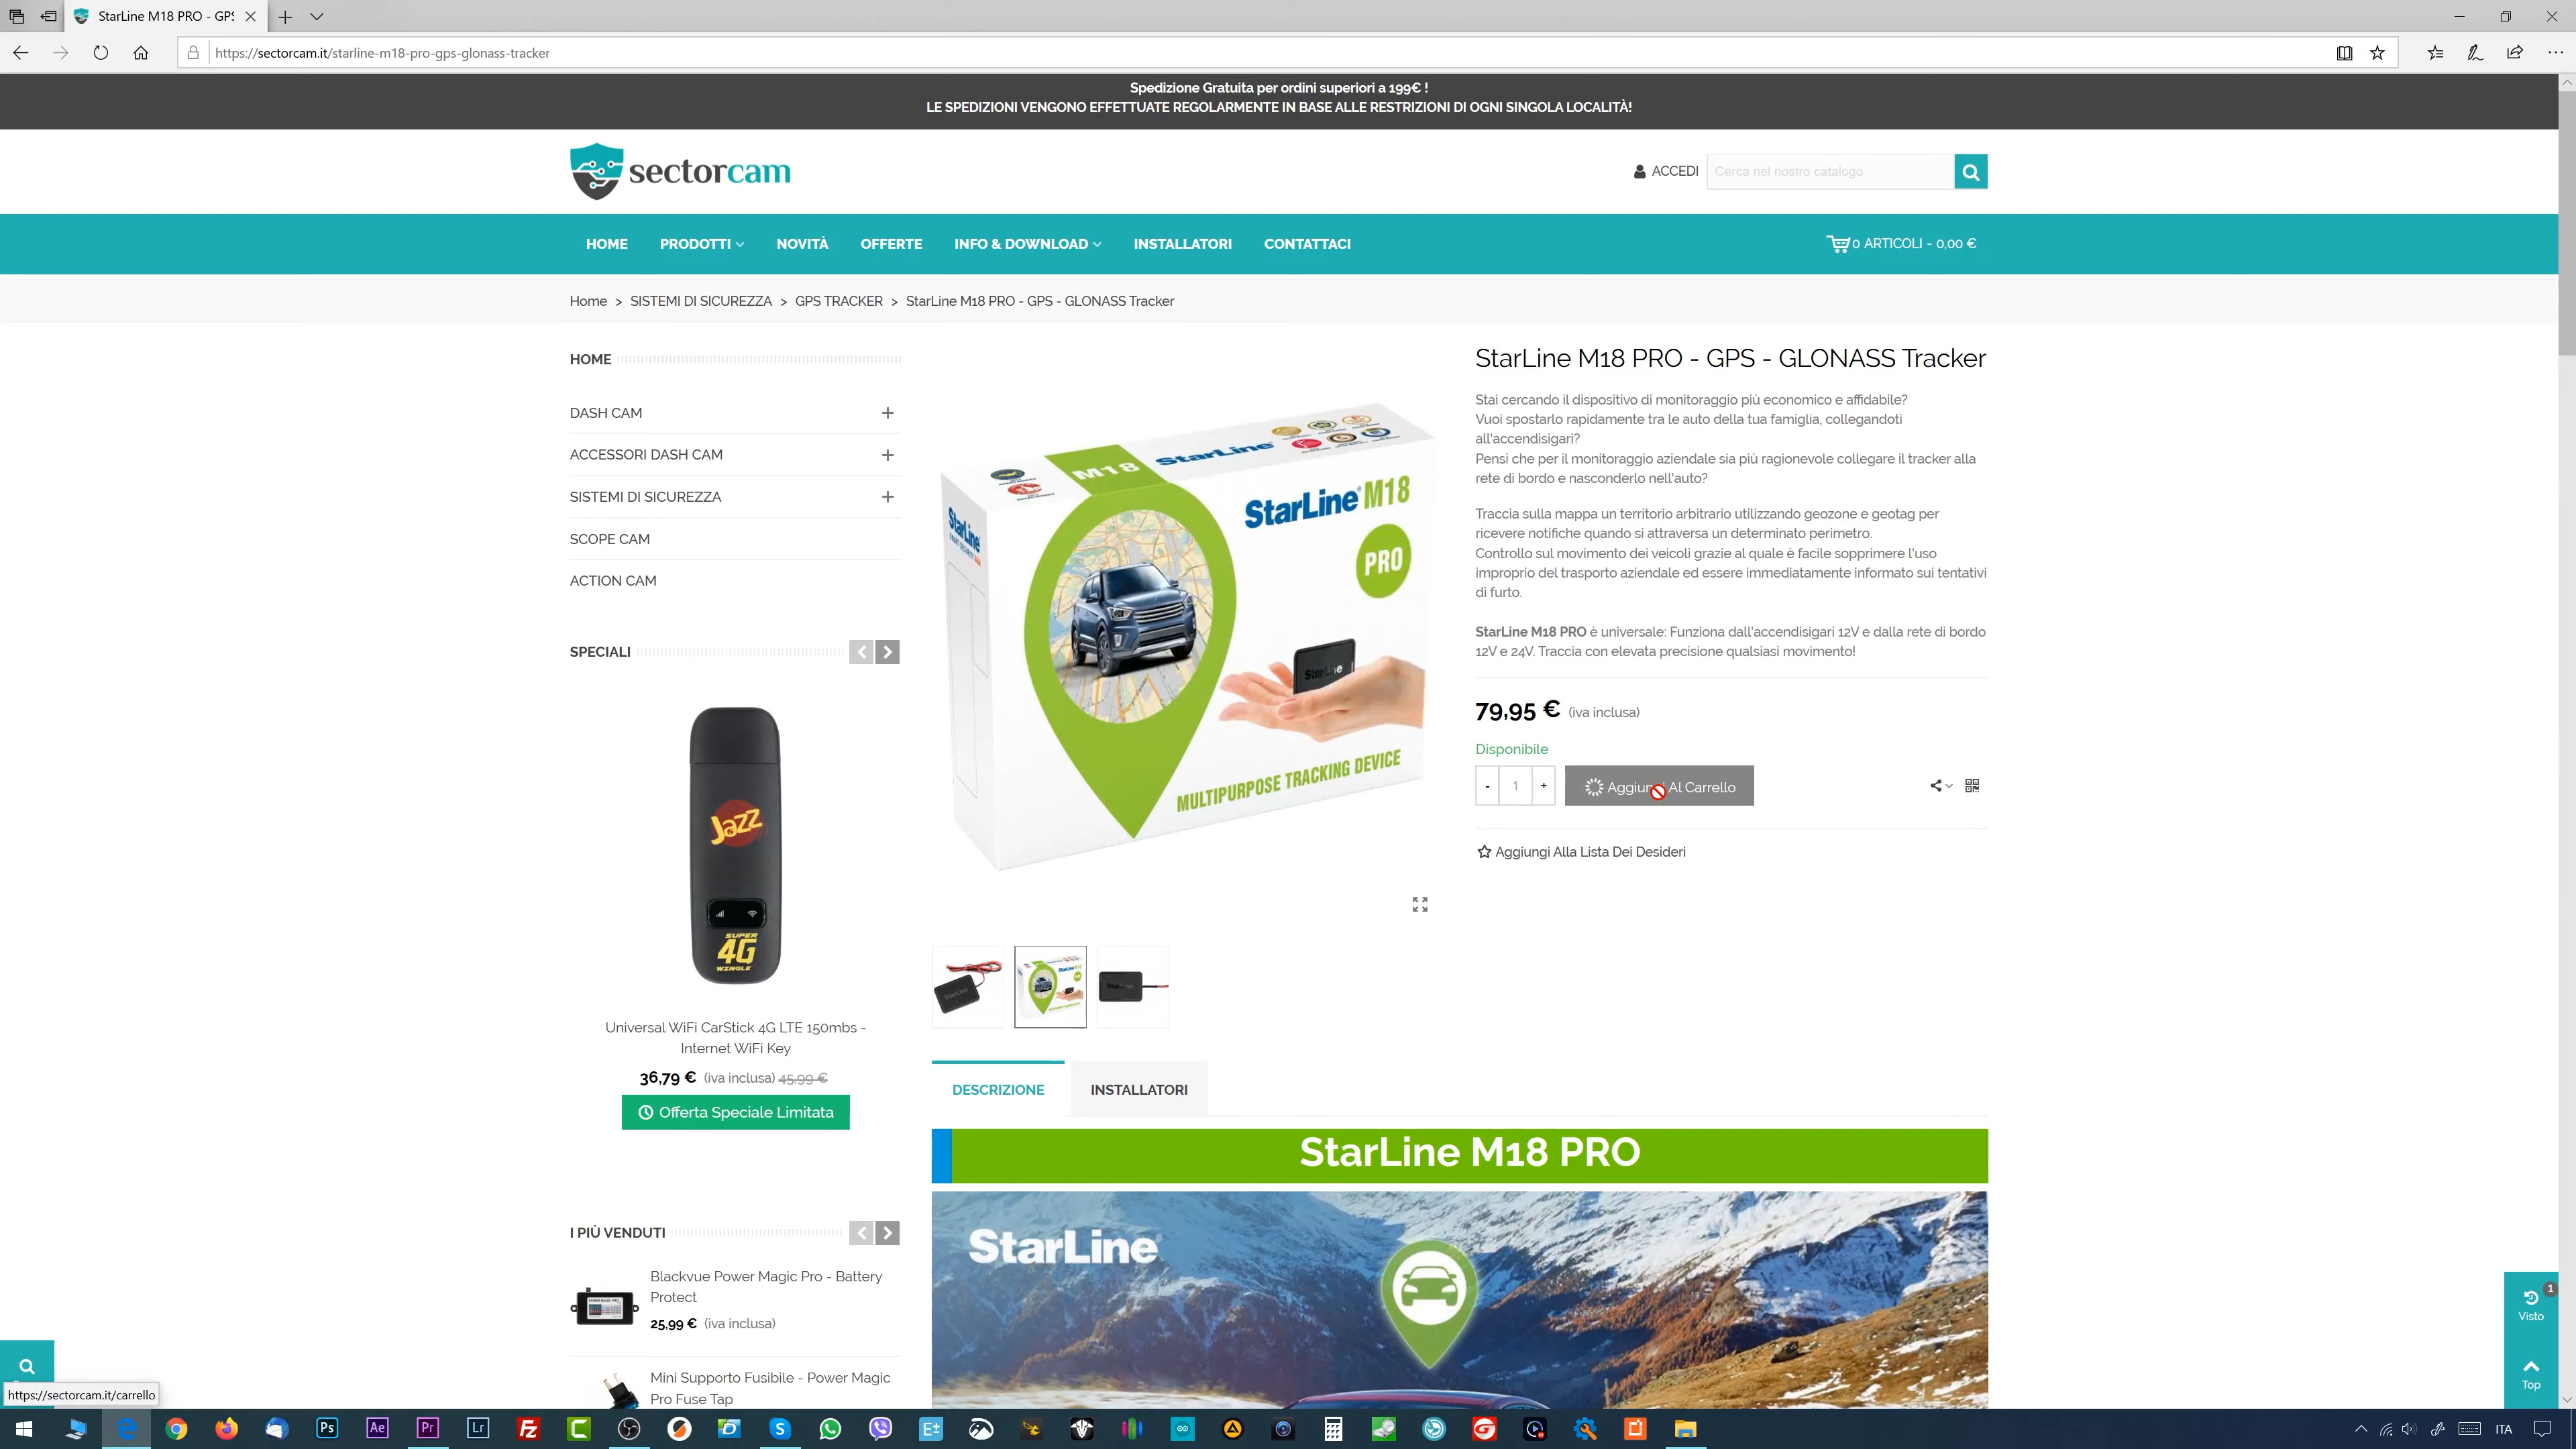 StarLine M18 PRO - GPS
https://sectorcam.it/starline-m18-pro-gps-glonass-tracker
Spedizione Gratuita per ordini superiori a 199€ !
LE SPEDIZIONI VENGONO EFFETTUATE REGOLARMENTE IN BASE ALLE RESTRIZIONI DI OGNI SINGOLA LOCALITÀ!
sectorcam
ACCEDI
Cerca nel nostro catalogo
HOME PRODOTTI NOVITÀ OFFERTE INFO & DOWNLOAD INSTALLATORI CONTATTACI
0 ARTICOLI - 0,00 €
Home > SISTEMI DI SICUREZZA > GPS TRACKER > StarLine M18 PRO - GPS - GLONASS Tracker
HOME
DASH CAM +
ACCESSORI DASH CAM +
SISTEMI DI SICUREZZA +
SCOPE CAM
ACTION CAM
SPECIALI
Jazz
SUPER
4G
WINGLE
Universal WiFi CarStick 4G LTE 150mbs -
Internet WiFi Key
36,79 € (iva inclusa) 45,99 €
Offerta Speciale Limitata
I PIÙ VENDUTI
Blackvue Power Magic Pro - Battery
Protect
25,99 € (iva inclusa)
Mini Supporto Fusibile - Power Magic
Pro Fuse Tap
M18
StarLine
StarLine
StarLine M18
PRO
StarLine
MULTIPURPOSE TRACKING DEVICE
StarLine M18 PRO - GPS - GLONASS Tracker
Stai cercando il dispositivo di monitoraggio più economico e affidabile?
Vuoi spostarlo rapidamente tra le auto della tua famiglia, collegandoti
all'accendisigari?
Pensi che per il monitoraggio aziendale sia più ragionevole collegare il tracker alla
rete di bordo e nasconderlo nell'auto?
Traccia sulla mappa un territorio arbitrario utilizzando geozone e geotag per
ricevere notifiche quando si attraversa un determinato perimetro.
Controllo sul movimento dei veicoli grazie al quale è facile sopprimere l'uso
improprio del trasporto aziendale ed essere immediatamente informato sui tentativi
di furto.
StarLine M18 PRO è universale: Funziona dall'accendisigari 12V e dalla rete di bordo
12V e 24V. Traccia con elevata precisione qualsiasi movimento!
79,95 € (iva inclusa)
Disponibile
- 1 +
Aggiungi Al Carrello
Aggiungi Alla Lista Dei Desideri
DESCRIZIONE INSTALLATORI
StarLine M18 PRO
StarLine
1
Visto
Top
https://sectorcam.it/carrello
Ps Ae Pr Lr Fz C
ITA